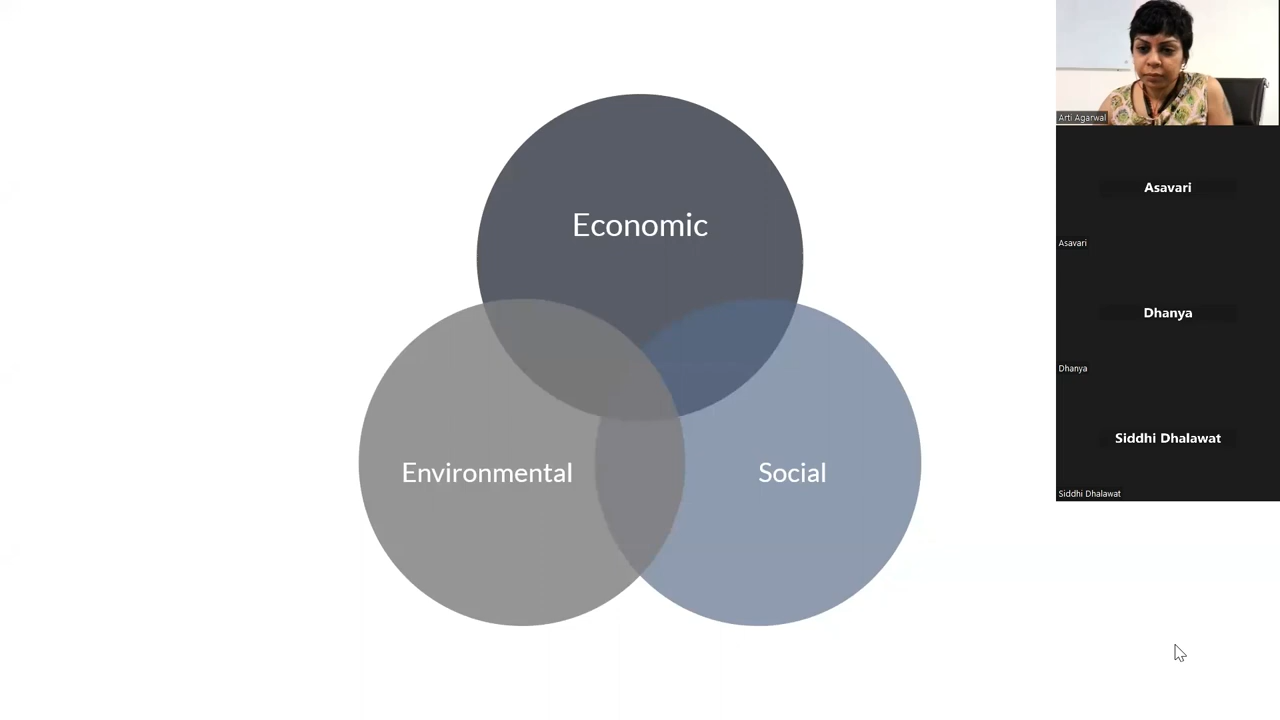 Economic
Environmental
Social
Arti Agarwal
Asavari
Asavari
Dhanya
Dhanya
Siddhi Dhalawat
Siddhi Dhalawat